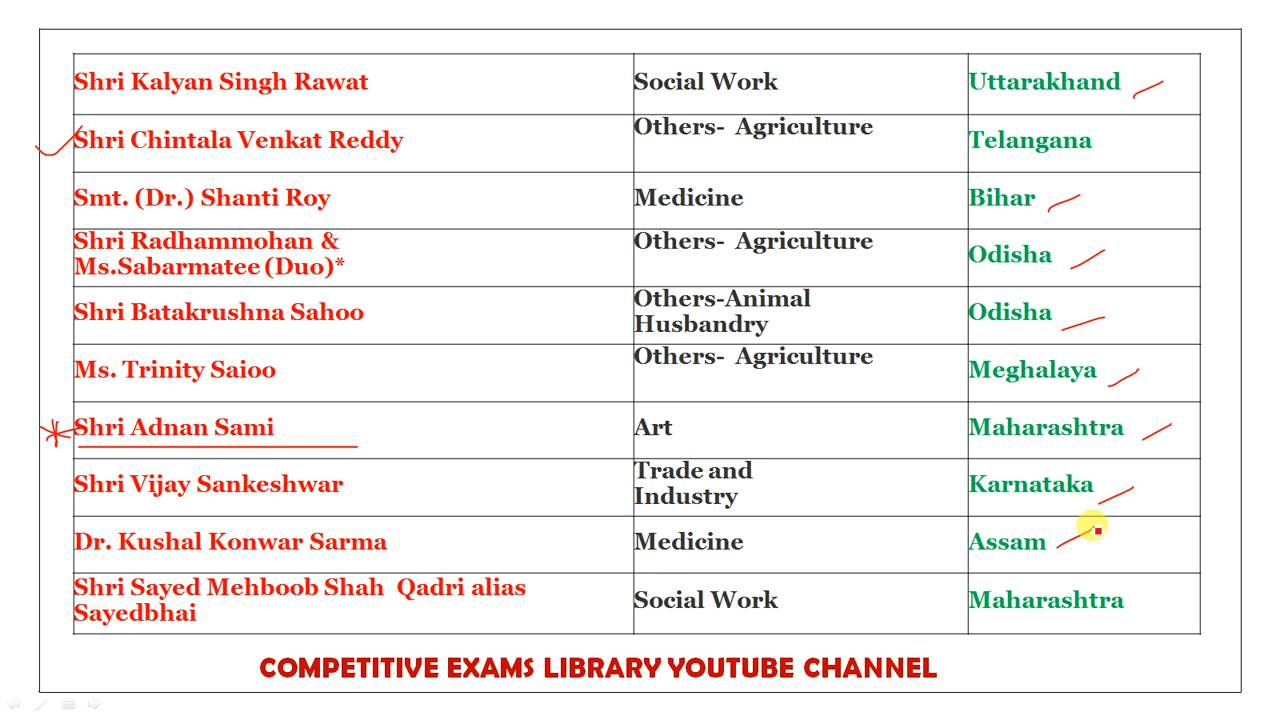 Shri Kalyan Singh Rawat Social Work Uttarakhand
Shri Chintala Venkat Reddy Others- Agriculture Telangana
Smt. (Dr.) Shanti Roy Medicine Bihar
Shri Radhammohan &
Ms.Sabarmatee (Duo)* Others- Agriculture Odisha
Shri Batakrushna Sahoo Others-Animal
Husbandry Odisha
Ms. Trinity Saioo Others- Agriculture Meghalaya
Shri Adnan Sami Art Maharashtra
Shri Vijay Sankeshwar Trade and
Industry Karnataka
Dr. Kushal Konwar Sarma Medicine Assam
Shri Sayed Mehboob Shah Qadri alias
Sayedbhai Social Work Maharashtra
COMPETITIVE EXAMS LIBRARY YOUTUBE CHANNEL